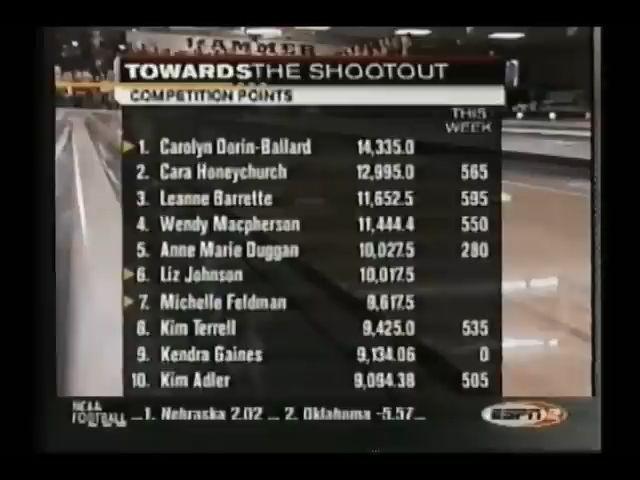 HAMMER
TOWARDSTHE SHOOTOUT
COMPETITION POINTS
THIS
WEEK
1. Carolyn Dorin-Ballard 14,335.0
2. Cara Honeychurch 12,995.0 565
3. Leanne Barrette 11,652.5 595
4. Wendy Macpherson 11,444.4 550
5. Anne Marie Duggan 10,027.5 280
6. Liz Johnson 10,017.5
7. Michelle Feldman 9,617.5
8. Kim Terrell 9,425.0 535
9. Kendra Gaines 9,134.06 0
10. Kim Adler 9,094.38 505
NCAA
FOOTBALL
...1. Nebraska 2.02 ... 2. Oklahoma -5.57...
ESPN2